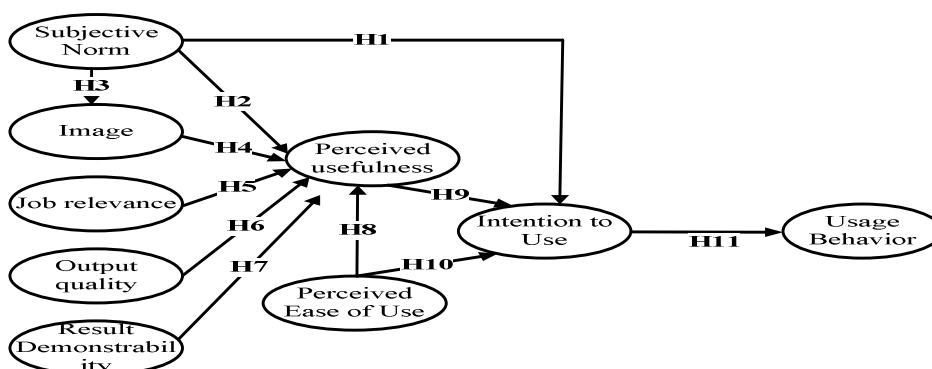 Subjective
Norm
H1
H3
H2
Image
H4
Perceived
usefulness
Job relevance
H5
H9
H6
H8
Intention to
Use
H11
Usage
Behavior
Output
quality
H7
H10
Perceived
Ease of Use
Result
Demonstrabil
ity